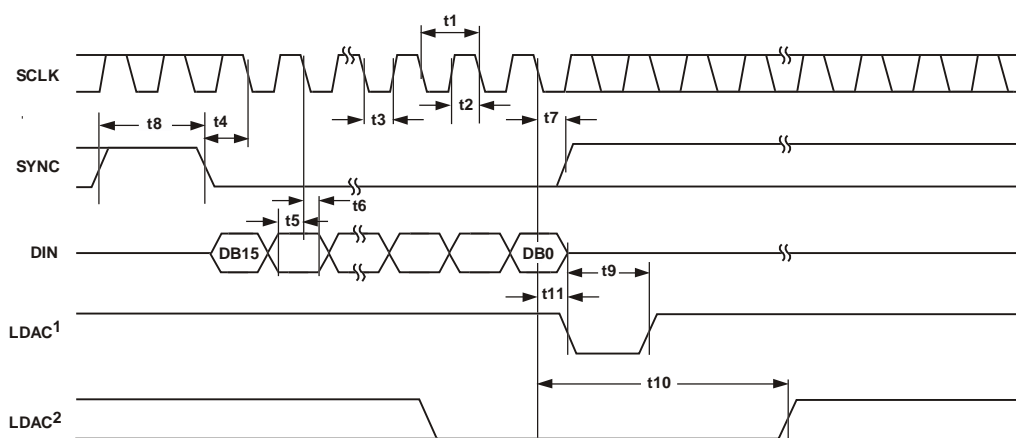 t1
SCLK
t3
t2
t7
t8
t4
SYNC
t6
t5
DIN
DB15
DB0
t9
t11
LDAC1
t10
LDAC2